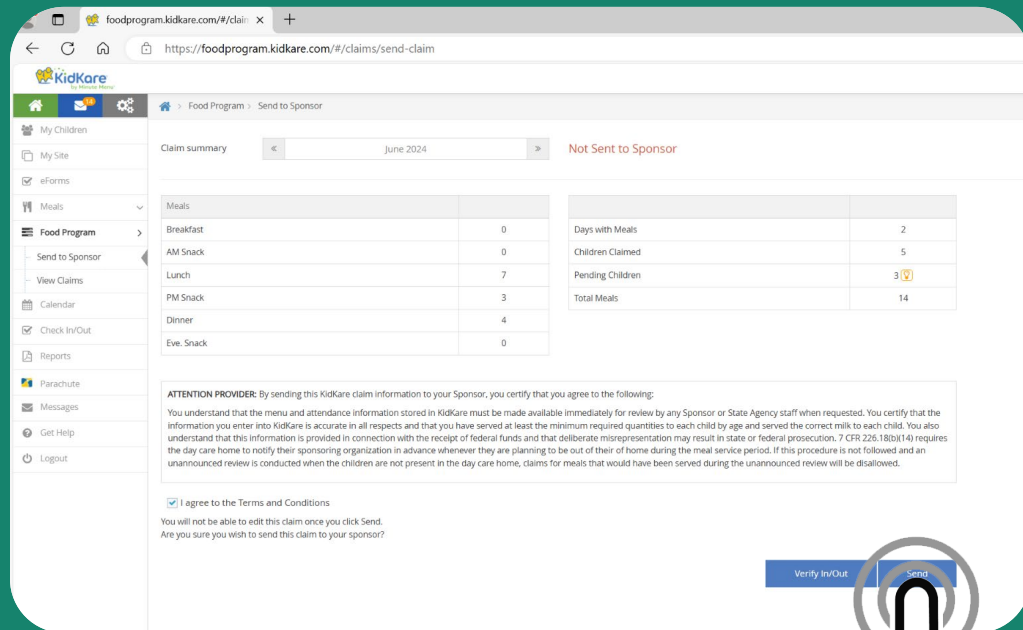 foodprogram.kidkare.com/#/clain
https://foodprogram.kidkare.com/#/claims/send-claim
KidKare
by Minute Menu
14
Food Program > Send to Sponsor
My Children
My Site
eForms
Meals
Food Program
Send to Sponsor
View Claims
Calendar
Check In/Out
Reports
Parachute
Messages
Get Help
Logout
Claim summary « June 2024 » Not Sent to Sponsor
Meals
Breakfast 0
AM Snack 0
Lunch 7
PM Snack 3
Dinner 4
Eve. Snack 0
Days with Meals 2
Children Claimed 5
Pending Children 3
Total Meals 14
ATTENTION PROVIDER: By sending this KidKare claim information to your Sponsor, you certify that you agree to the following:
You understand that the menu and attendance information stored in KidKare must be made available immediately for review by any Sponsor or State Agency staff when requested. You certify that the
information you enter into KidKare is accurate in all respects and that you have served at least the minimum required quantities to each child by age and served the correct milk to each child. You also
understand that this information is provided in connection with the receipt of federal funds and that deliberate misrepresentation may result in state or federal prosecution. 7 CFR 226.18(b)(14) requires
the day care home to notify their sponsoring organization in advance whenever they are planning to be out of their of home during the meal service period. If this procedure is not followed and an
unannounced review is conducted when the children are not present in the day care home, claims for meals that would have been served during the unannounced review will be disallowed.
I agree to the Terms and Conditions
You will not be able to edit this claim once you click Send.
Are you sure you wish to send this claim to your sponsor?
Verify In/Out
Send